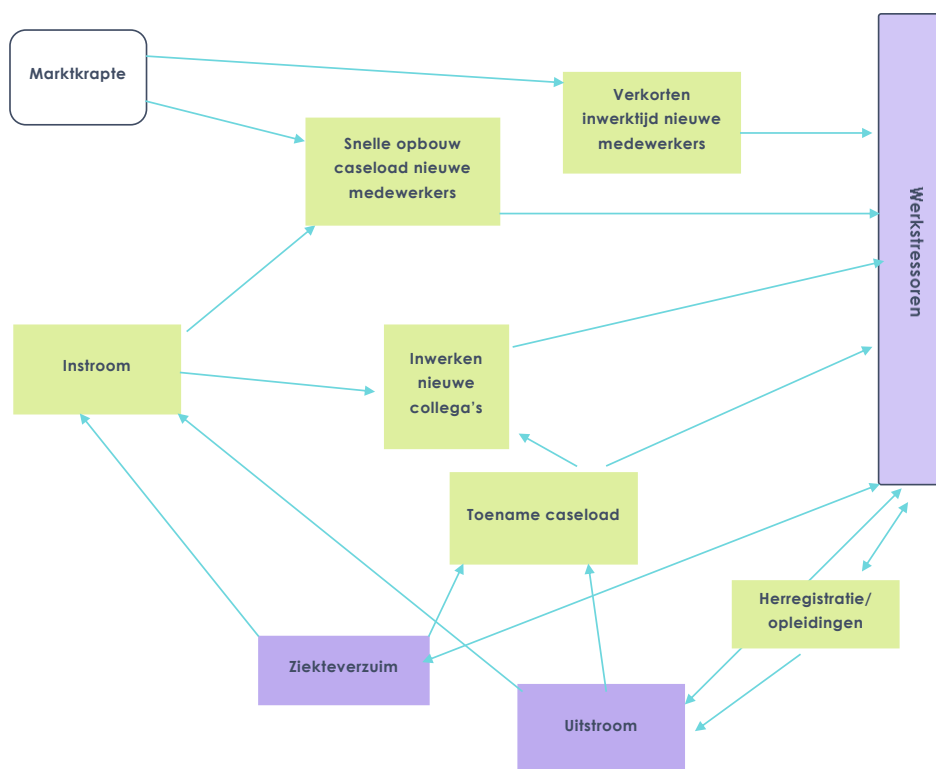 Marktkrapte
Verkorten
inwerktijd nieuwe
medewerkers
Snelle opbouw
caseload nieuwe
medewerkers
Werkstressoren
Instroom
Inwerken
nieuwe
collega's
Toename caseload
Herregistratie/
opleidingen
Ziekteverzuim
Uitstroom